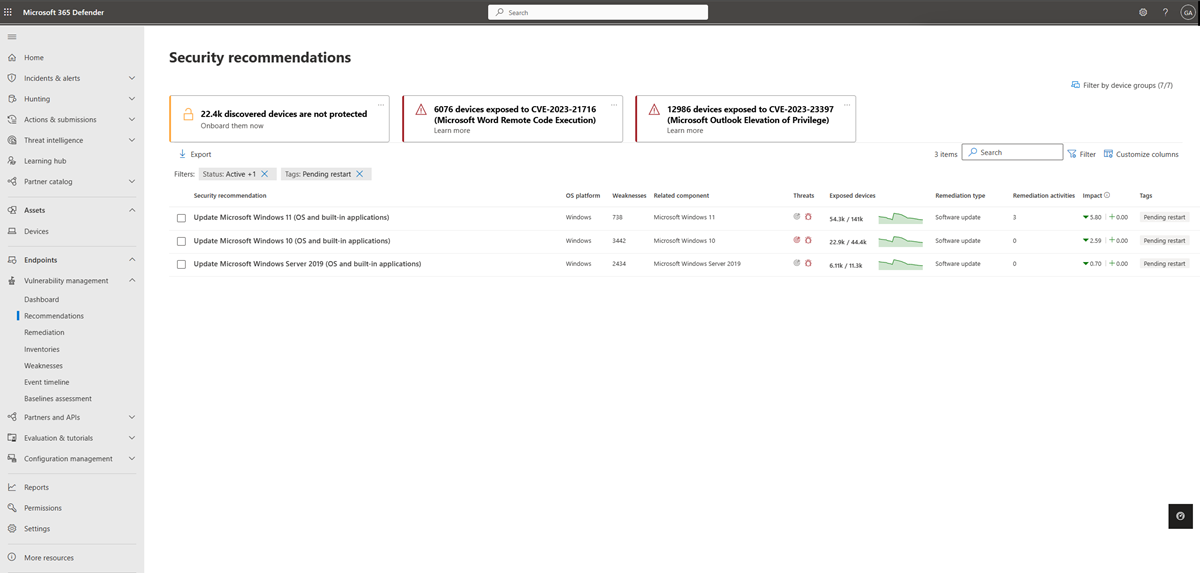 Microsoft 365 Defender
Search
GA
Home
Incidents & alerts
Hunting
Actions & submissions
Threat intelligence
Learning hub
Partner catalog
Assets
Devices
Endpoints
Vulnerability management
Dashboard
Recommendations
Remediation
Inventories
Weaknesses
Event timeline
Baselines assessment
Partners and APIs
Evaluation & tutorials
Configuration management
Reports
Permissions
Settings
More resources
Security recommendations
Filter by device groups (7/7)
22.4k discovered devices are not protected
Onboard them now
6076 devices exposed to CVE-2023-21716
(Microsoft Word Remote Code Execution)
Learn more
12986 devices exposed to CVE-2023-23397
(Microsoft Outlook Elevation of Privilege)
Learn more
Export
3 items
Search
Filter
Customize columns
Filters: Status: Active +1 Tags: Pending restart
Security recommendation OS platform Weaknesses Related component Threats Exposed devices Remediation type Remediation activities Impact Tags
Update Microsoft Windows 11 (OS and built-in applications) Windows 738 Microsoft Windows 11 54.3k / 141k Software update 3 5.80 | +0.00 Pending restart
Update Microsoft Windows 10 (OS and built-in applications) Windows 3442 Microsoft Windows 10 22.9k / 44.4k Software update 0 2.59 | +0.00 Pending restart
Update Microsoft Windows Server 2019 (OS and built-in applications) Windows 2434 Microsoft Windows Server 2019 6.11k / 11.3k Software update 0 0.70 | +0.00 Pending restart